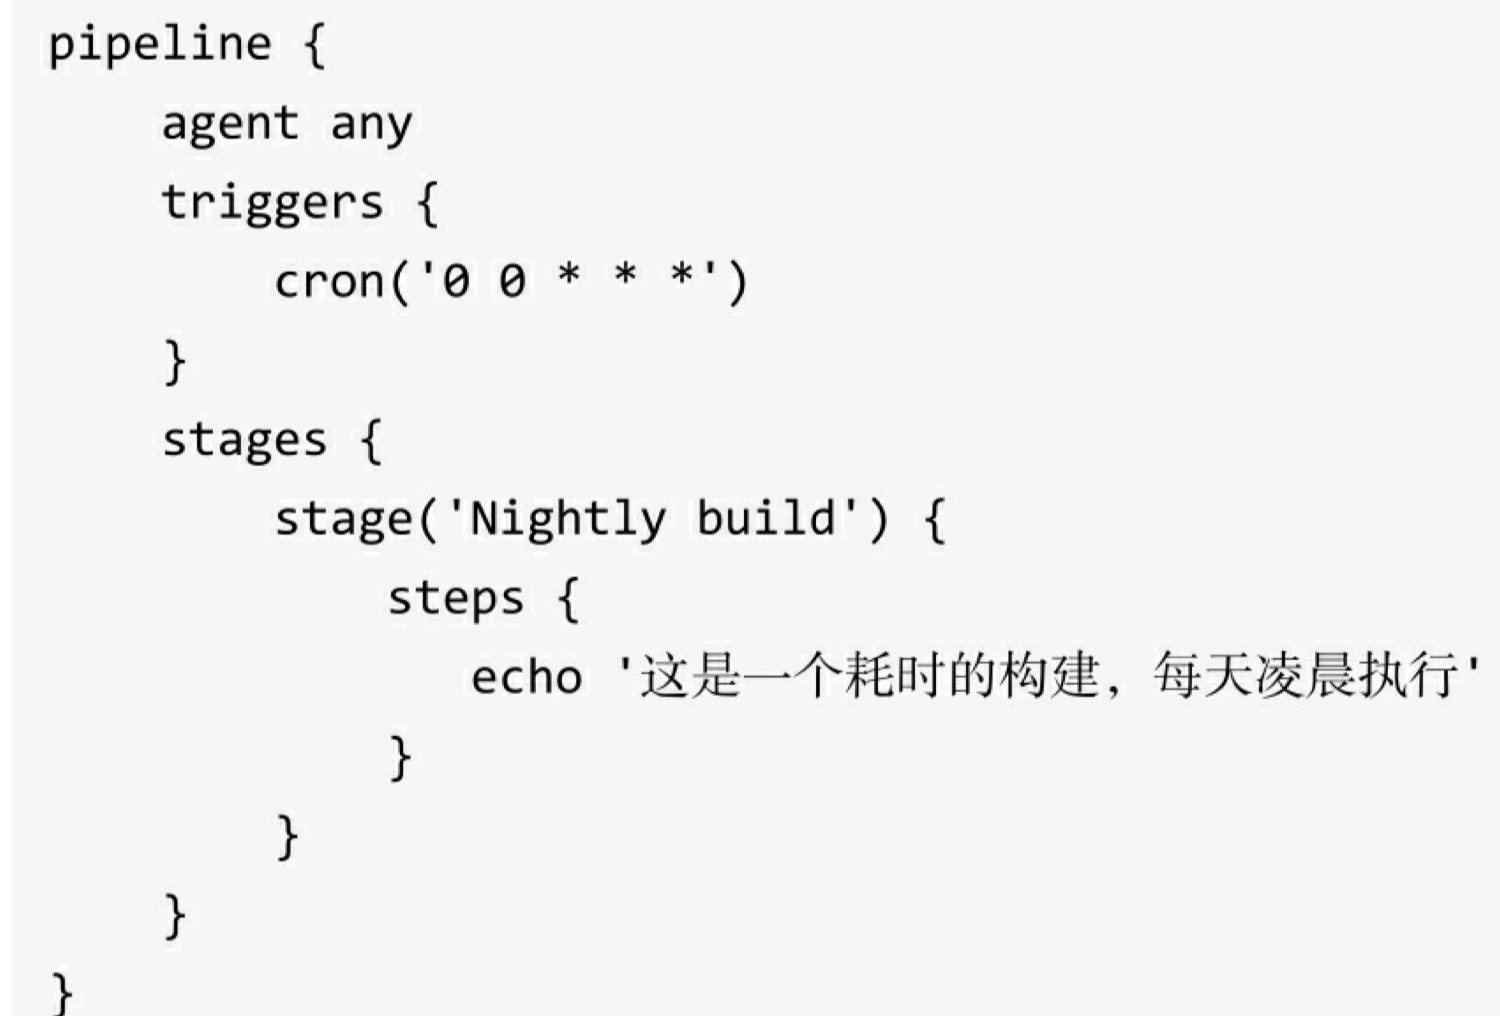 pipeline {
    agent any
    triggers {
        cron('0 0 * * *')
    }
    stages {
        stage('Nightly build') {
            steps {
               echo '这是一个耗时的构建，每天凌晨执行'
            }
        }
    }
}